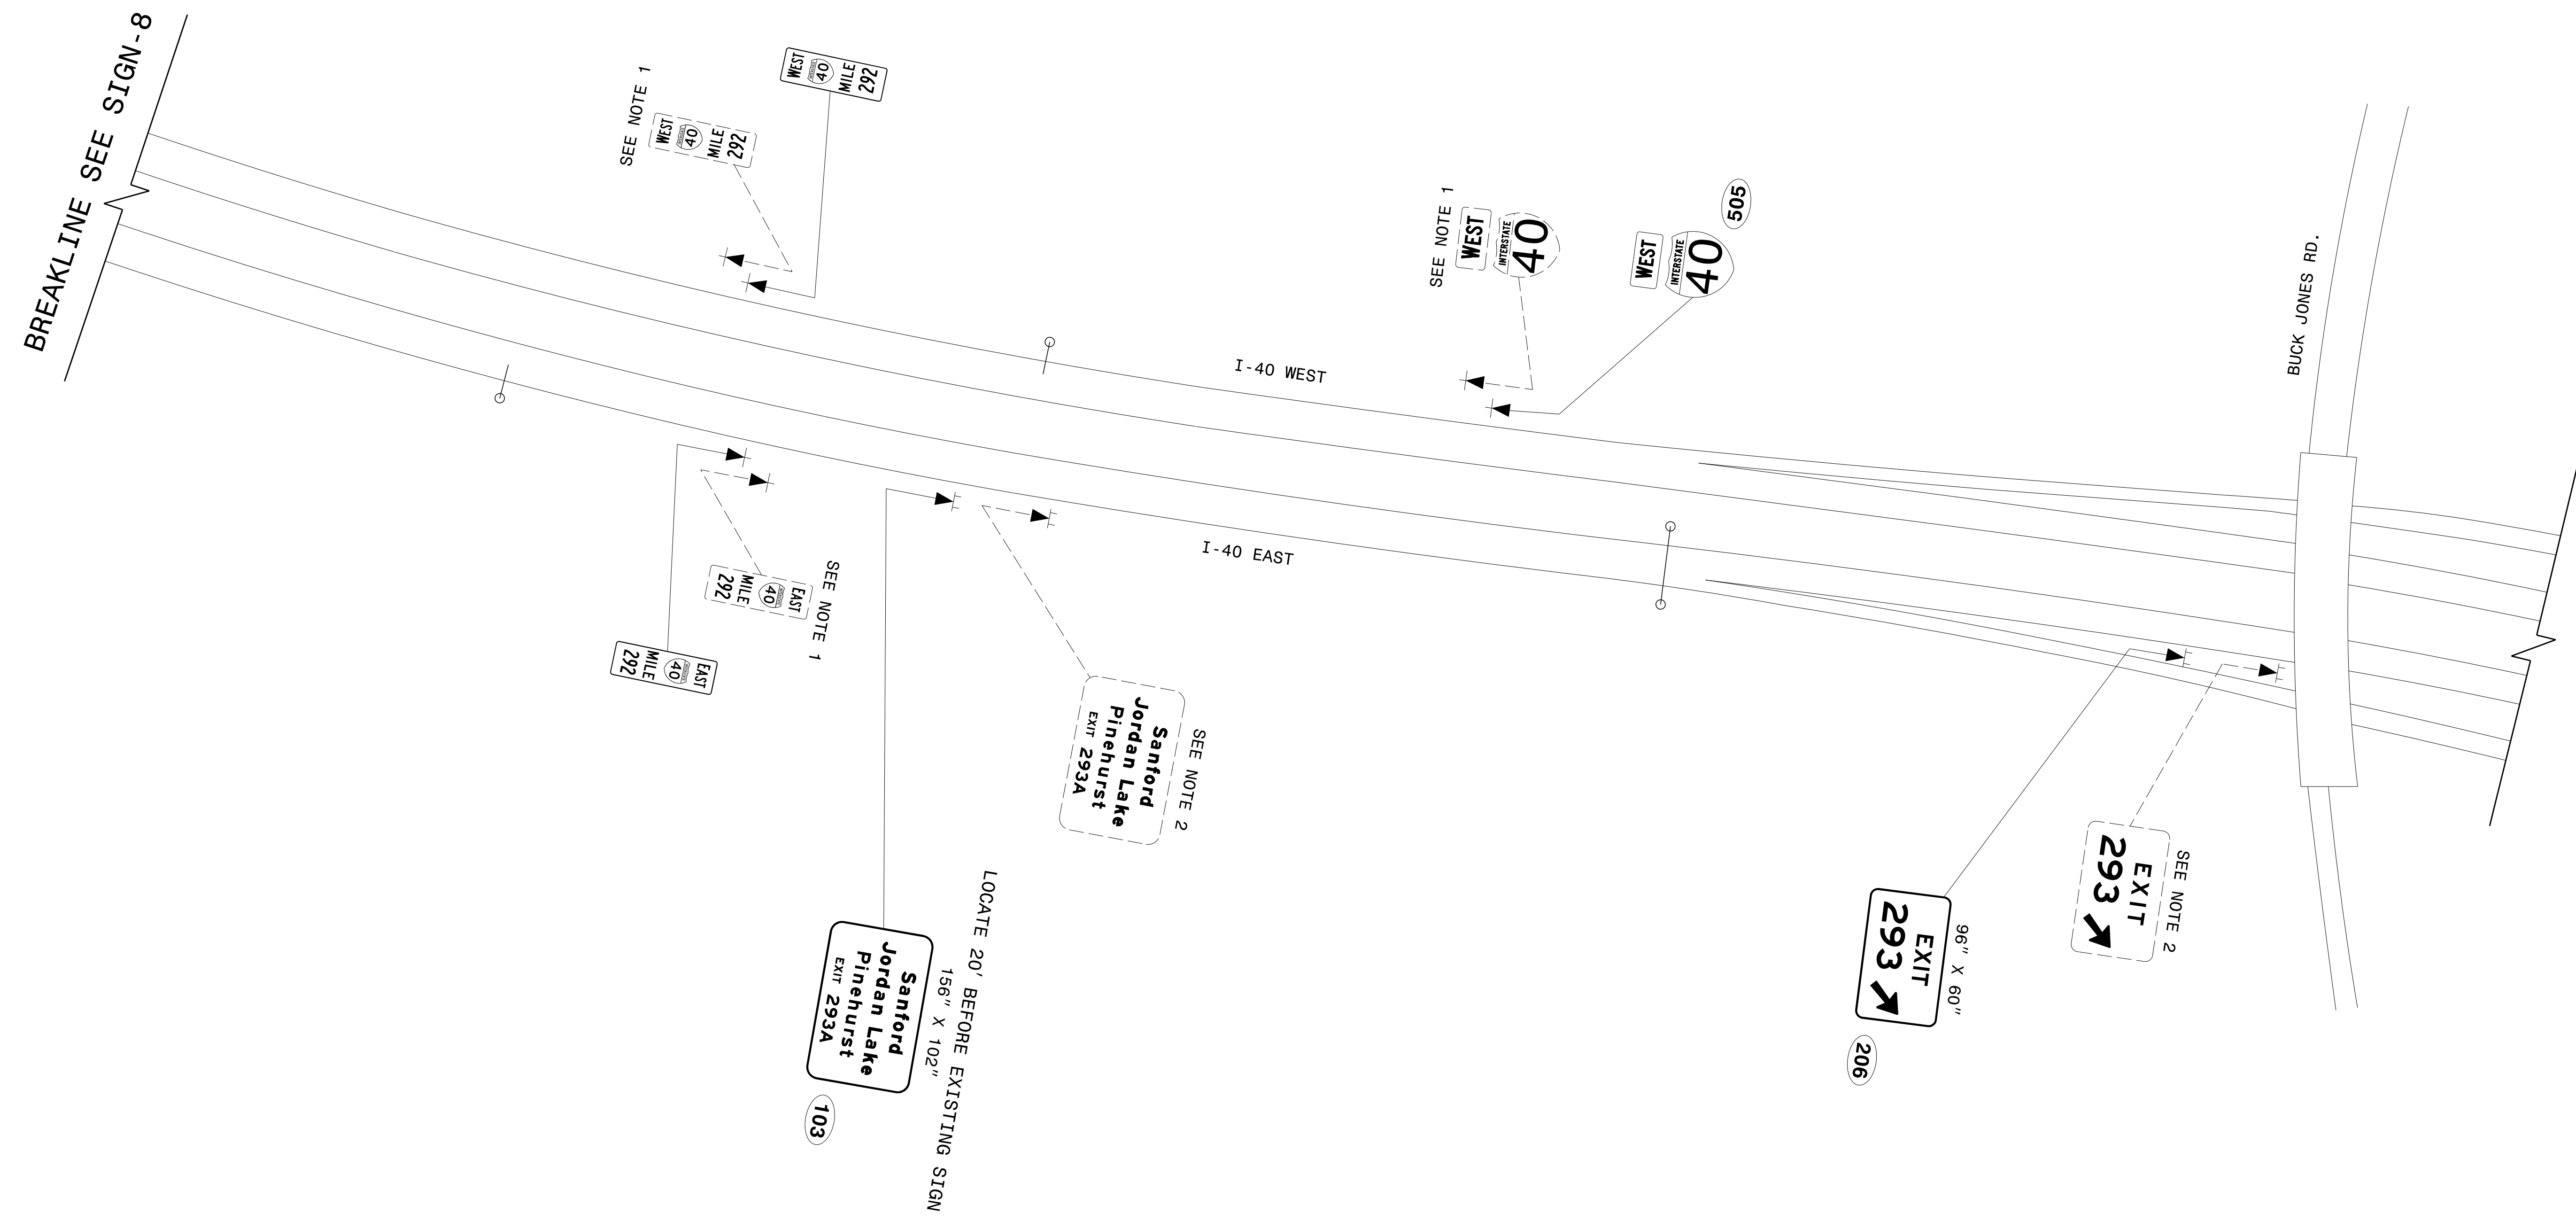 BREAKLINE SEE SIGN-8
WEST
40
MILE
292
SEE NOTE 1
WEST
40
MILE
292
SEE NOTE 1
WEST
INTERSTATE
40
WEST
INTERSTATE
40
505
BUCK JONES RD.
I-40 WEST
I-40 EAST
EAST
40
MILE
292
SEE NOTE 1
EAST
40
MILE
292
Sanford
Jordan Lake
Pinehurst
EXIT 293A
SEE NOTE 2
LOCATE 20' BEFORE EXISTING SIGN
156" X 102"
Sanford
Jordan Lake
Pinehurst
EXIT 293A
103
SEE NOTE 2
EXIT
293
96" X 60"
EXIT
293
206